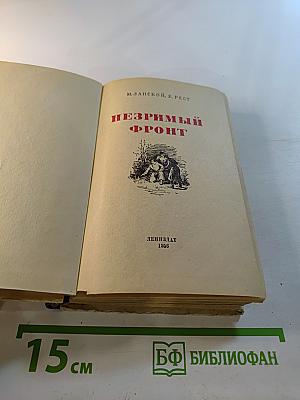 М. ЛАНСКОЙ, Б. РЕСТ
НЕЗРИМЫЙ
ФРОНТ
ЛЕНИЗДАТ
15 см
БФ БИБЛИОФАН